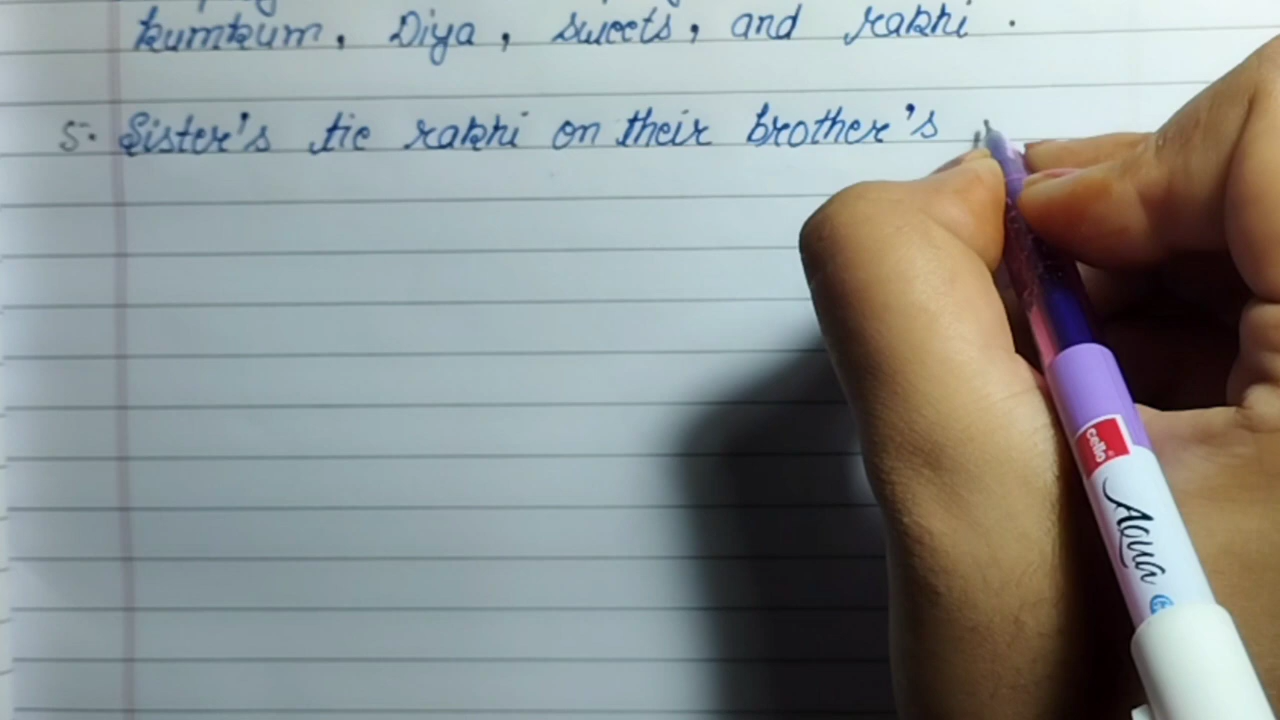 kumkum, Diya, sweets, and rakhi.
5. Sister's tie rakhi on their brother's
cello
Aqua